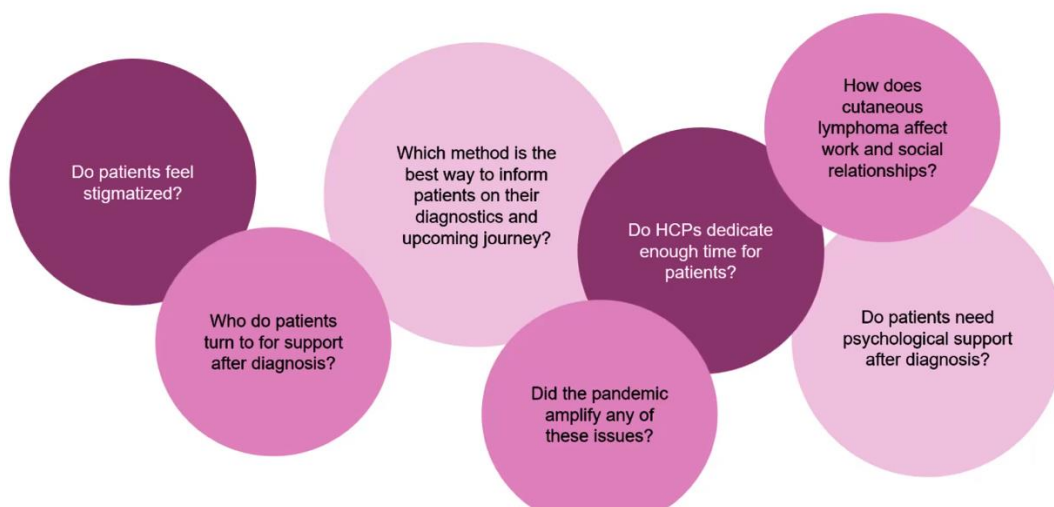 Do patients feel
stigmatized?
Who do patients
turn to for support
after diagnosis?
Which method is the
best way to inform
patients on their
diagnostics and
upcoming journey?
Did the pandemic
amplify any of
these issues?
Do HCPs dedicate
enough time for
patients?
How does
cutaneous
lymphoma affect
work and social
relationships?
Do patients need
psychological support
after diagnosis?